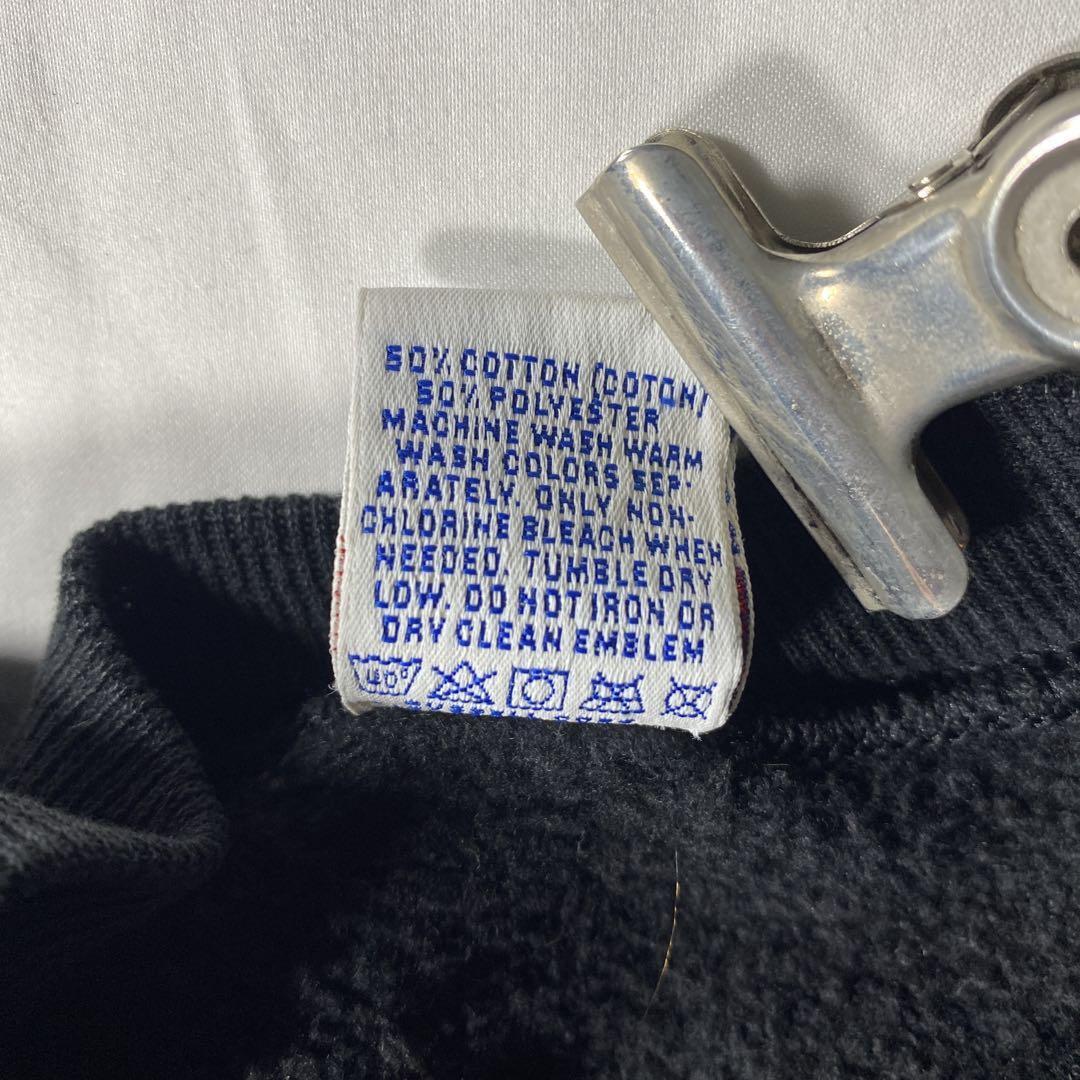 50% COTTON (COTON)
50% POLYESTER
MACHINE WASH WARM
WASH COLORS SEP-
ARATELY. ONLY NON-
CHLORINE BLEACH WHEN
NEEDED. TUMBLE DRY
LOW. DO NOT IRON OR
DRY CLEAN EMBLEM
40°